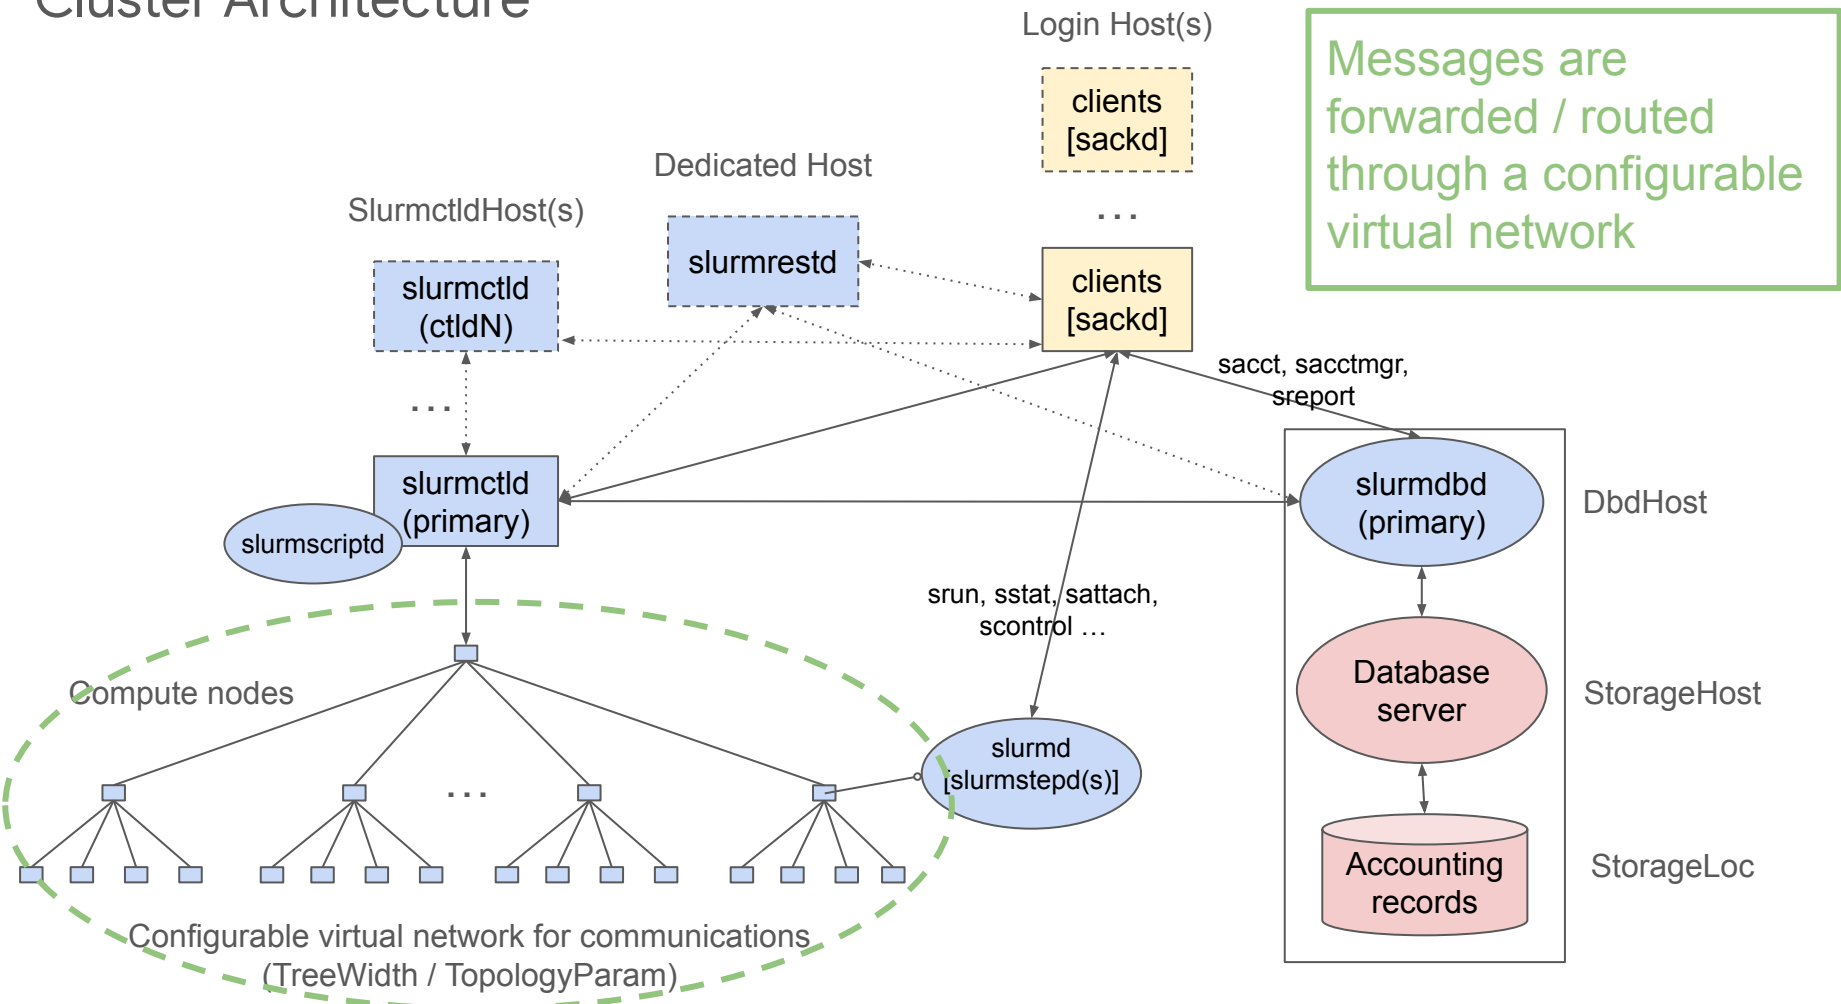 Cluster Architecture
Login Host(s)
clients
[sackd]
...
clients
[sackd]
Messages are
forwarded / routed
through a configurable
virtual network
Dedicated Host
slurmrestd
SlurmctldHost(s)
slurmctld
(ctldN)
...
slurmctld
(primary)
slurmscriptd
sacct, sacctmgr,
sreport
slurmdbd
(primary)
DbdHost
srun, sstat, sattach,
scontrol …
Database
server
StorageHost
Compute nodes
...
slurmd
[slurmstepd(s)]
Accounting
records
StorageLoc
Configurable virtual network for communications
(TreeWidth / TopologyParam)